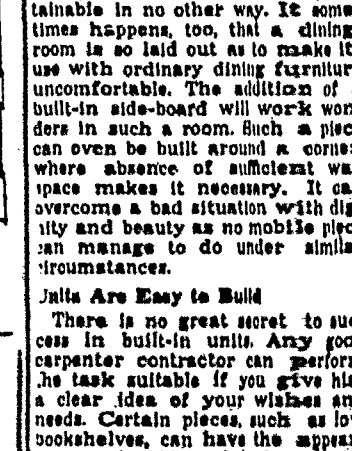 tainable in no other way. It some
times happens, too, that a dining
room is so laid out as to make it
use with ordinary dining furnitur
uncomfortable. The addition of
built-in side-board will work won
ders in such a room. Such a piec
can even be built around a corner
where absence of sufficient wa
space makes it necessary. It ca
overcome a bad situation with dig
nity and beauty as no mobile piec
can manage to do under simila
circumstances.
Units Are Easy to Build
There is no great secret to suc
cess in built-in units. Any goo
carpenter contractor can perfor
the task suitable if you give hi
a clear idea of your wishes an
needs. Certain pieces, such as lo
bookshelves, can have the appear